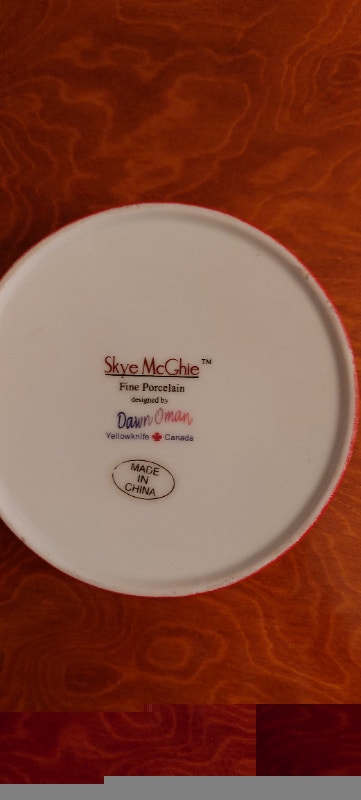 Skye McGhie™
Fine Porcelain
designed by
Dawn Oman
Yellowknife 🍁 Canada
MADE
IN
CHINA